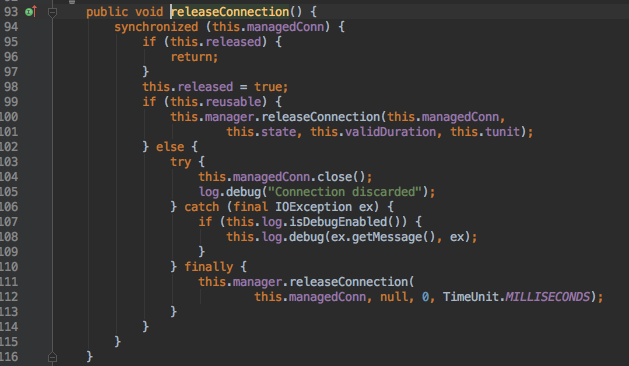 93 public void releaseConnection() {
94 synchronized (this.managedConn) {
95 if (this.released) {
96 return;
97 }
98 this.released = true;
99 if (this.reusable) {
100 this.manager.releaseConnection(this.managedConn,
101 this.state, this.validDuration, this.tunit);
102 } else {
103 try {
104 this.managedConn.close();
105 log.debug("Connection discarded");
106 } catch (final IOException ex) {
107 if (this.log.isDebugEnabled()) {
108 this.log.debug(ex.getMessage(), ex);
109 }
110 } finally {
111 this.manager.releaseConnection(
112 this.managedConn, null, 0, TimeUnit.MILLISECONDS);
113 }
114 }
115 }
116 }